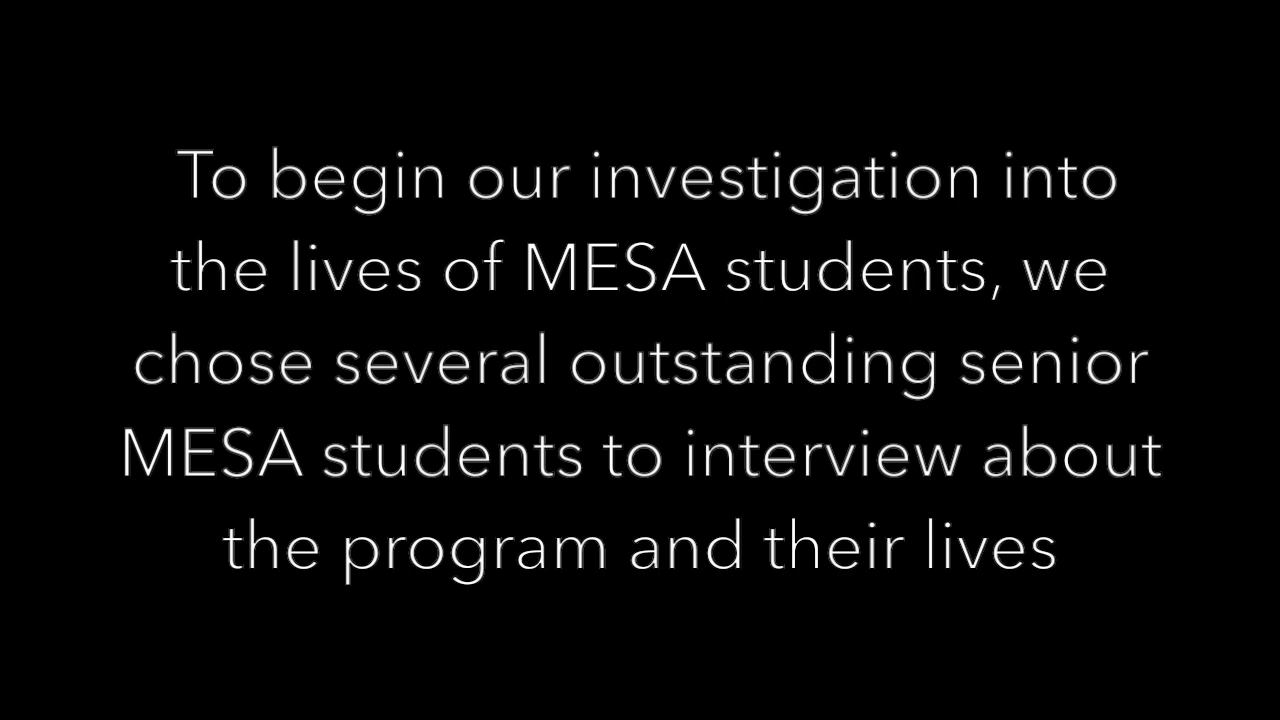 To begin our investigation into
the lives of MESA students, we
chose several outstanding senior
MESA students to interview about
the program and their lives